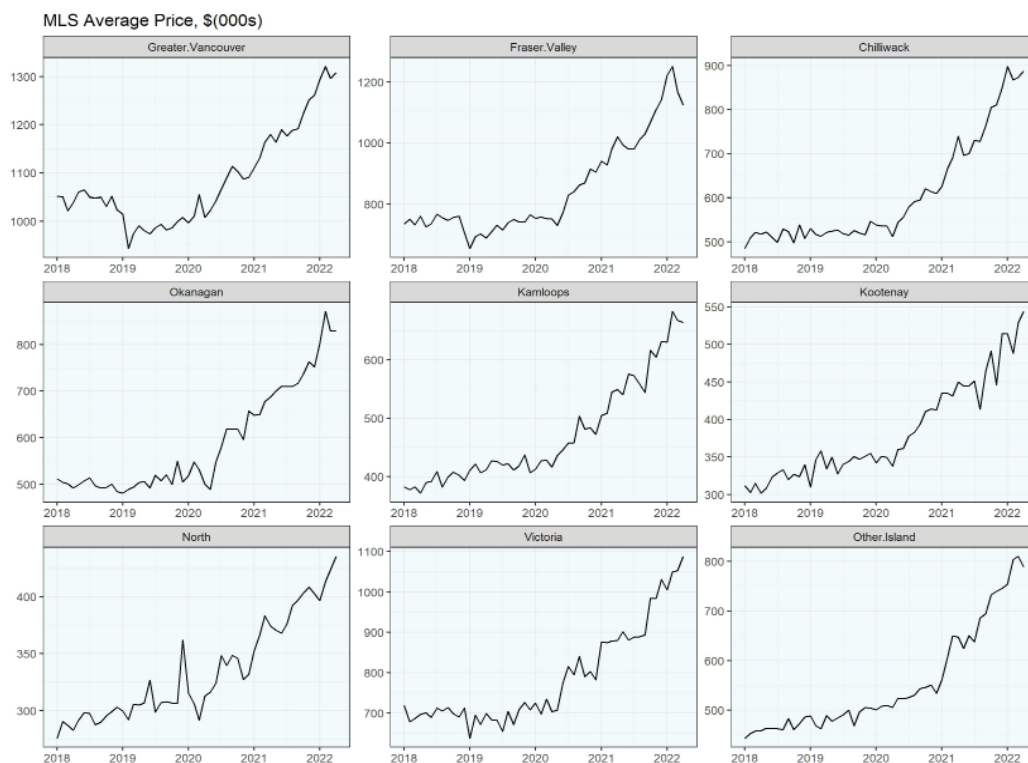 MLS Average Price, $(000s)
Greater.Vancouver
Fraser.Valley
Chilliwack
1300
1200
1100
1000
2018 2019 2020 2021 2022
1200
1000
800
2018 2019 2020 2021 2022
900
800
700
600
500
2018 2019 2020 2021 2022
Okanagan
Kamloops
Kootenay
800
700
600
500
2018 2019 2020 2021 2022
600
500
400
2018 2019 2020 2021 2022
550
500
450
400
350
300
2018 2019 2020 2021 2022
North
Victoria
Other.Island
400
350
300
2018 2019 2020 2021 2022
1100
1000
900
800
700
2018 2019 2020 2021 2022
800
700
600
500
2018 2019 2020 2021 2022